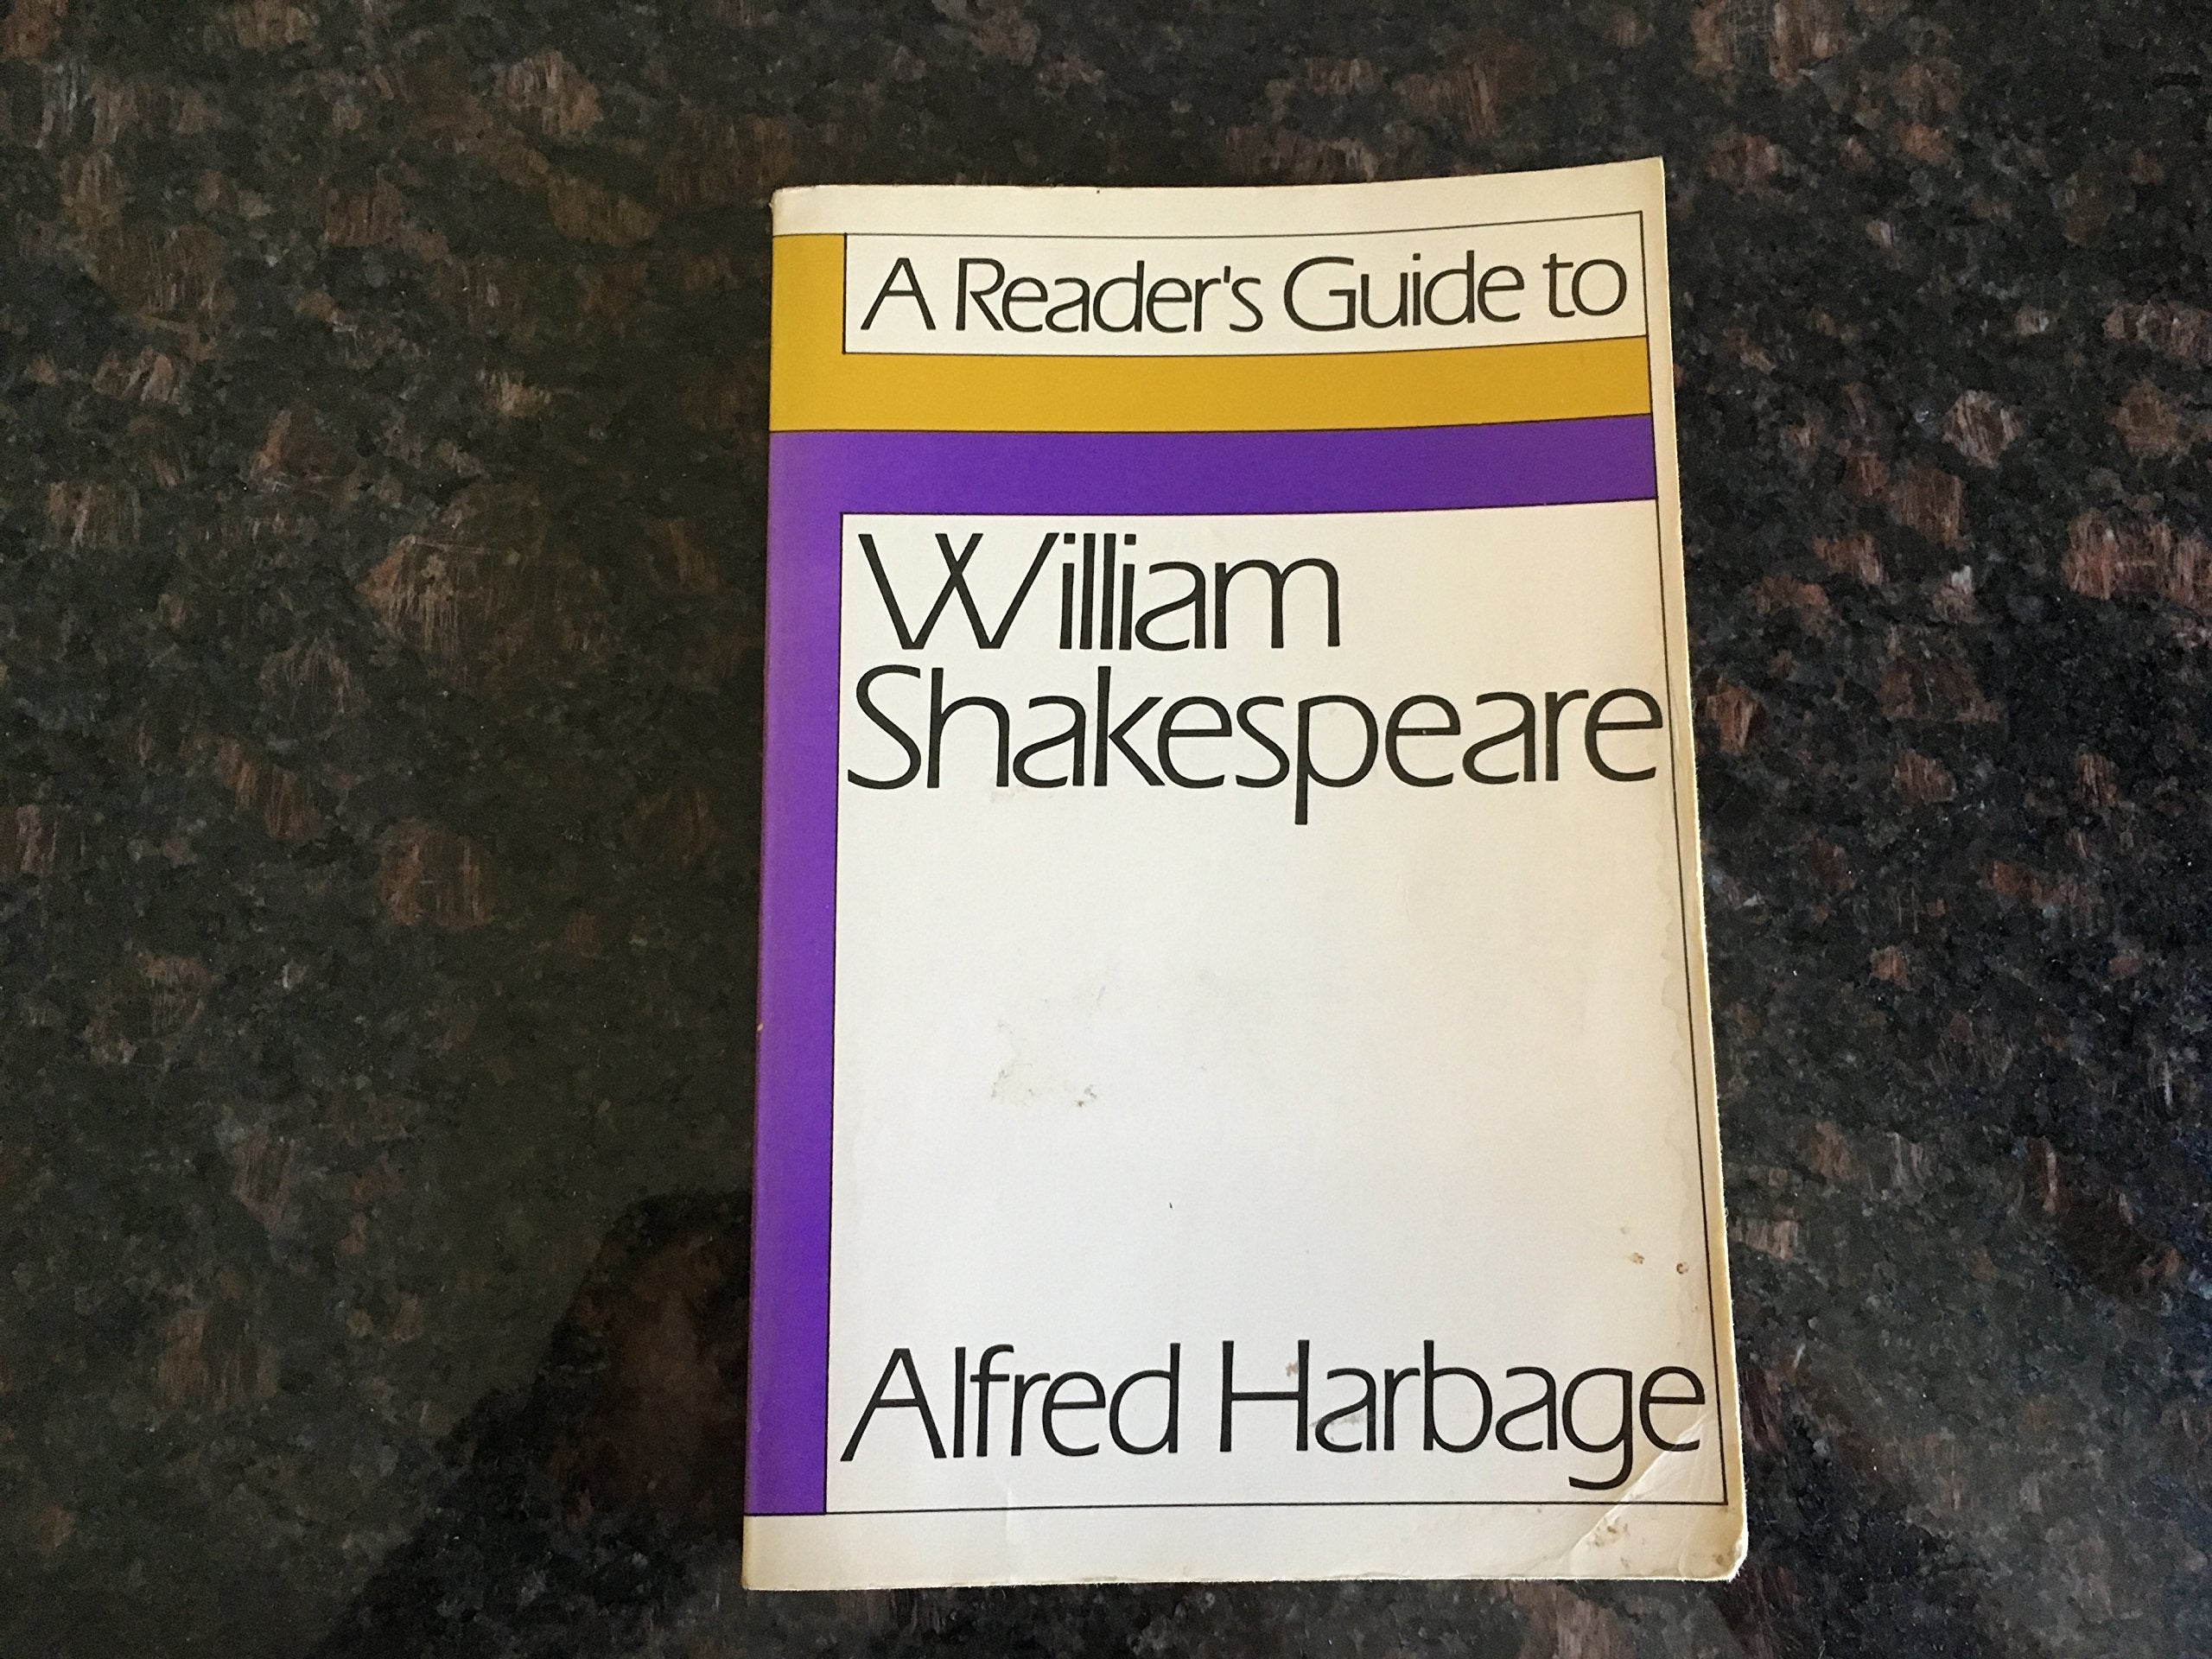 A Reader's Guide to
William
Shakespeare
Alfred Harbage